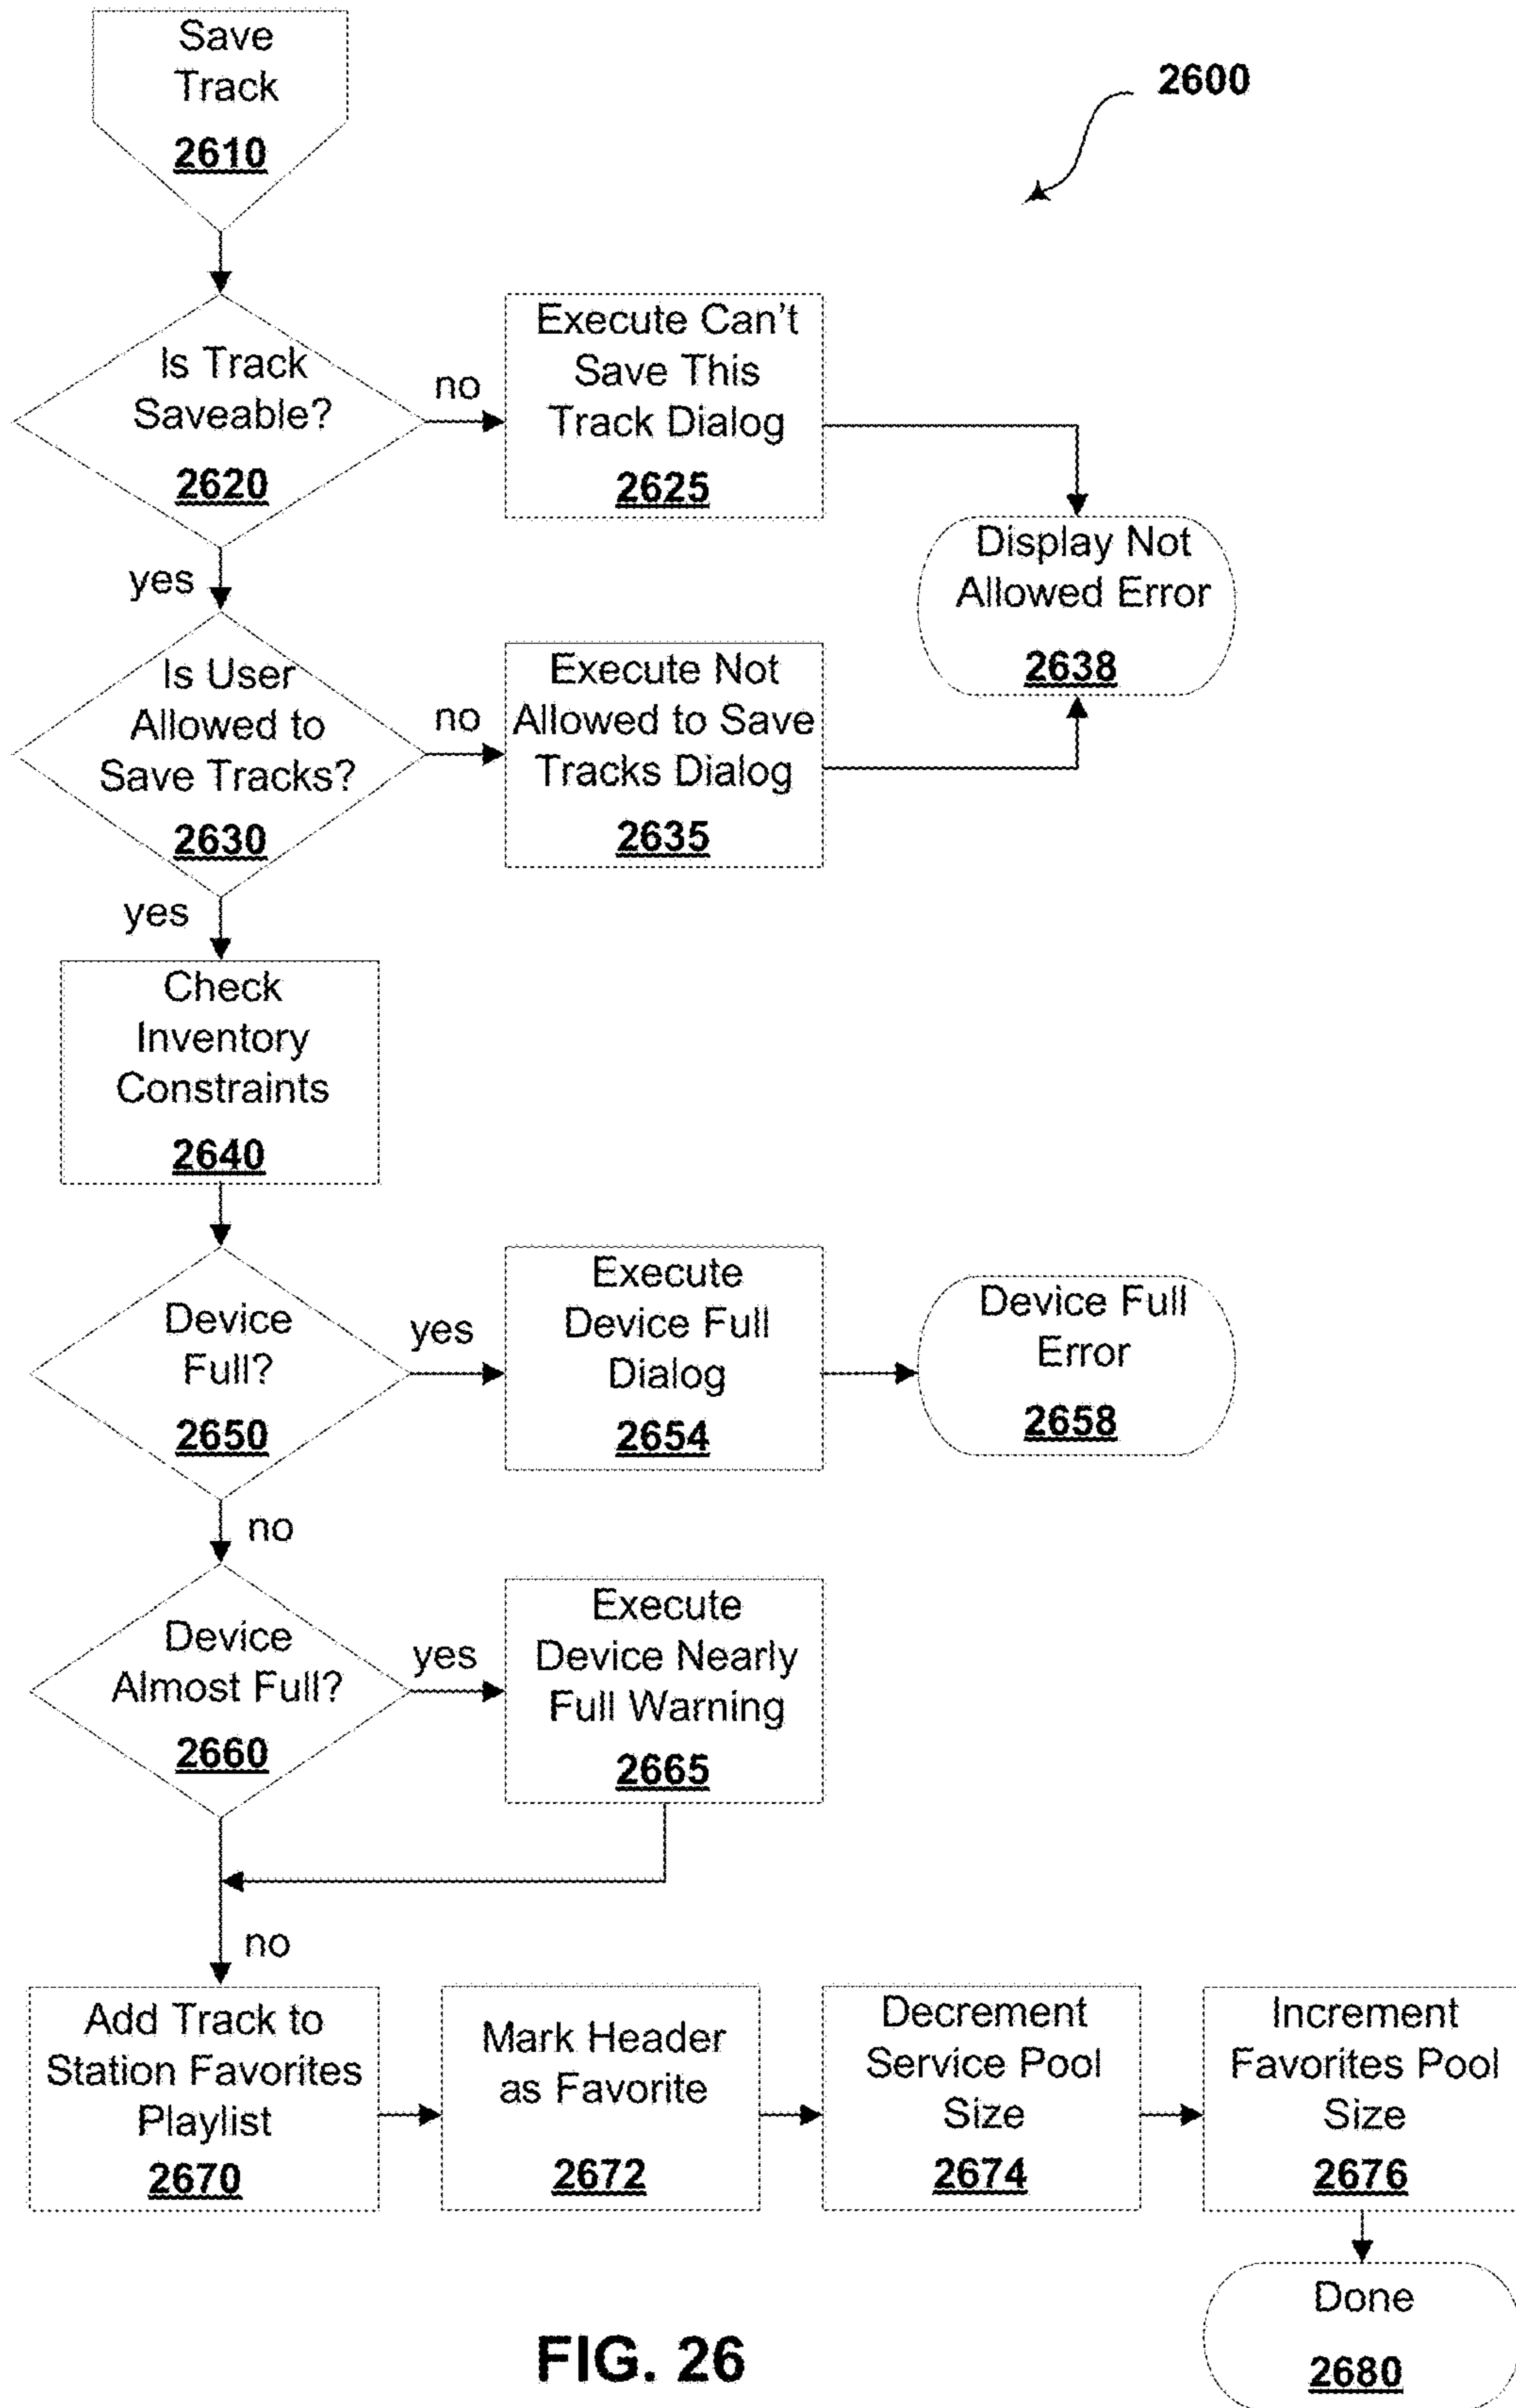 Save
Track
2610
2600
Is Track
Saveable?
2620
no
Execute Can't
Save This
Track Dialog
2625
yes
Display Not
Allowed Error
2638
Is User
Allowed to
Save Tracks?
2630
no
Execute Not
Allowed to Save
Tracks Dialog
2635
yes
Check
Inventory
Constraints
2640
Device
Full?
2650
yes
Execute
Device Full
Dialog
2654
Device Full
Error
2658
no
Device
Almost Full?
2660
yes
Execute
Device Nearly
Full Warning
2665
no
Add Track to
Station Favorites
Playlist
2670
Mark Header
as Favorite
2672
Decrement
Service Pool
Size
2674
Increment
Favorites Pool
Size
2676
Done
2680
FIG. 26